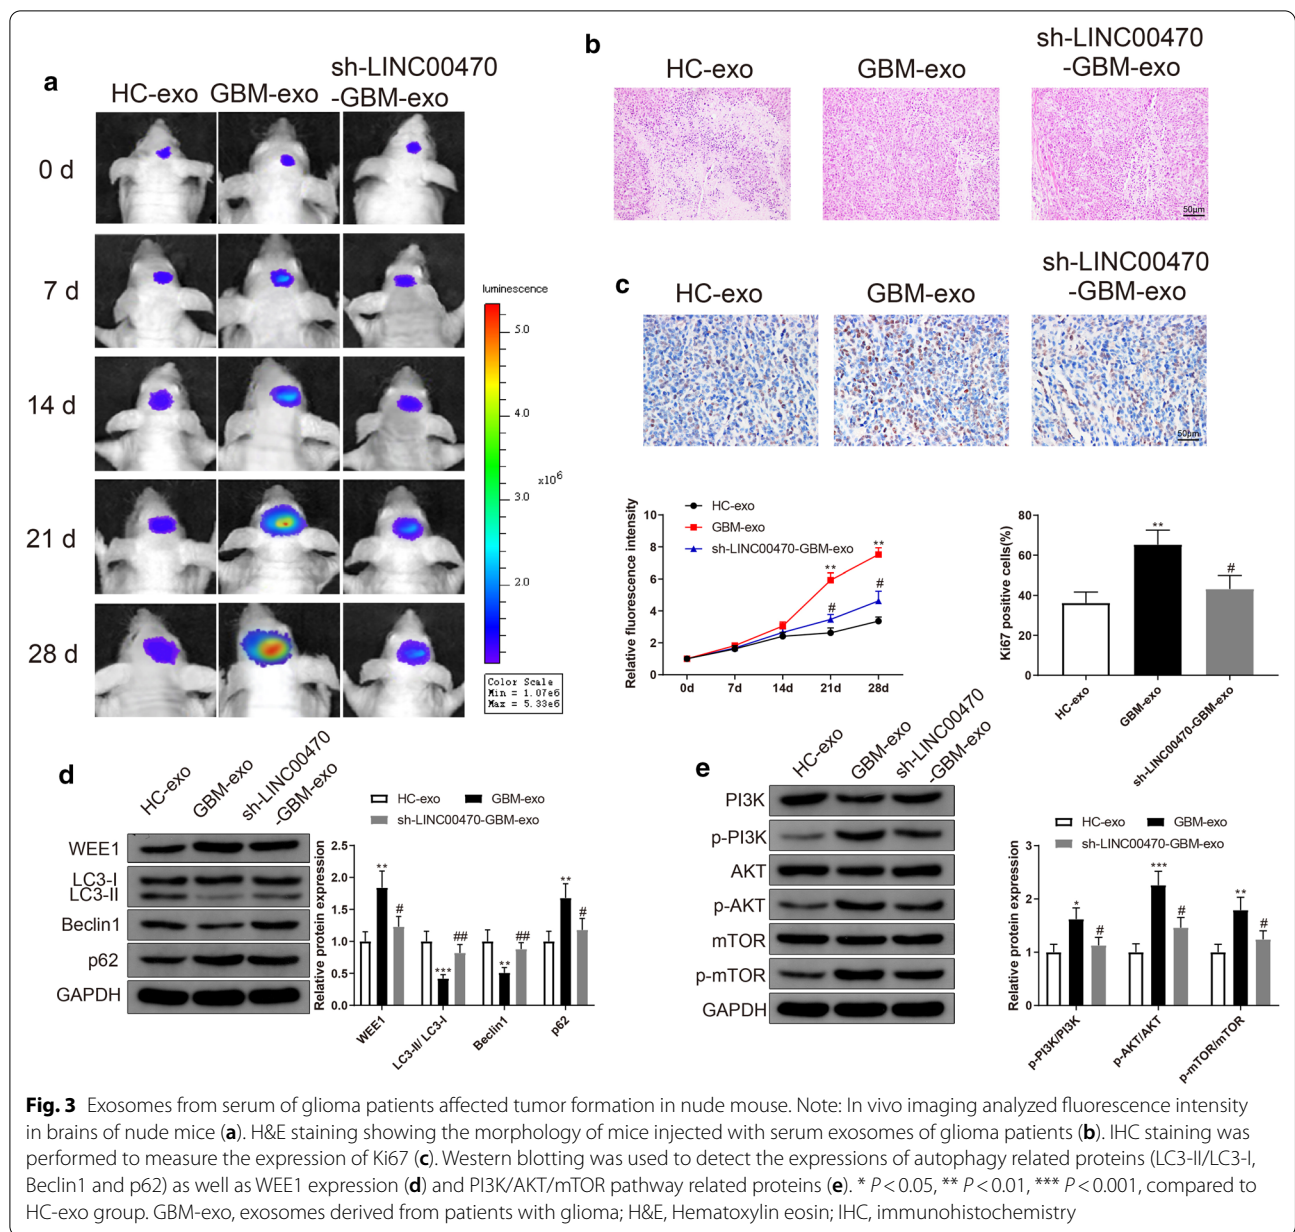 a
HC-exo GBM-exo sh-LINC00470
-GBM-exo
0 d
7 d
14 d
21 d
28 d
luminescence
5.0
4.0
x10⁶
3.0
2.0
Color Scale
Min = 1.07e6
Max = 5.33e6
b
HC-exo GBM-exo sh-LINC00470
-GBM-exo
50μm
c
HC-exo GBM-exo sh-LINC00470
-GBM-exo
50μm
HC-exo
GBM-exo
sh-LINC00470-GBM-exo
Relative fluorescence intensity
10
8
6
4
2
0
** **
# #
0d 7d 14d 21d 28d
Ki67 positive cells(%)
80
60
40
20
0
**
#
HC-exo GBM-exo sh-LINC00470-GBM-exo
d
HC-exo GBM-exo sh-LINC00470
-GBM-exo
WEE1
LC3-I
LC3-II
Beclin1
p62
GAPDH
HC-exo GBM-exo
sh-LINC00470-GBM-exo
Relative protein expression
2.5
2.0
1.5
1.0
0.5
0.0
** # *** ## ** ## ** #
WEE1 LC3-II/ LC3-I Beclin1 p62
e
HC-exo GBM-exo sh-LINC00470
-GBM-exo
PI3K
p-PI3K
AKT
p-AKT
mTOR
p-mTOR
GAPDH
HC-exo GBM-exo
sh-LINC00470-GBM-exo
Relative protein expression
3
2
1
0
* # *** # ** #
p-PI3K/PI3K p-AKT/AKT p-mTOR/mTOR
Fig. 3 Exosomes from serum of glioma patients affected tumor formation in nude mouse. Note: In vivo imaging analyzed fluorescence intensity
in brains of nude mice (a). H&E staining showing the morphology of mice injected with serum exosomes of glioma patients (b). IHC staining was
performed to measure the expression of Ki67 (c). Western blotting was used to detect the expressions of autophagy related proteins (LC3-II/LC3-I,
Beclin1 and p62) as well as WEE1 expression (d) and PI3K/AKT/mTOR pathway related proteins (e). * P < 0.05, ** P < 0.01, *** P < 0.001, compared to
HC-exo group. GBM-exo, exosomes derived from patients with glioma; H&E, Hematoxylin eosin; IHC, immunohistochemistry